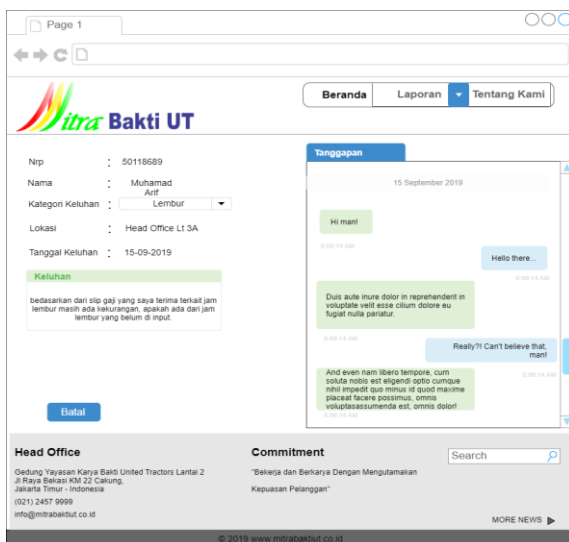 Page 1
Mitra Bakti UT
Beranda Laporan Tentang Kami
Nrp : 50118689
Nama : Muhamad
Arif
Kategori Keluhan : Lembur
Lokasi : Head Office Lt 3A
Tanggal Keluhan : 15-09-2019
Keluhan
bedasarkan dari slip gaji yang saya terima terkait jam
lembur masih ada kekurangan, apakah ada dari jam
lembur yang belum di input.
Batal
Tanggapan
15 September 2019
Hi man!
6:00:14 AM
Hello there...
6:00:14 AM
Duis aute inure dolor in reprehenderit in
voluptate velit esse cilium dolore eu
fugiat nulla pariatur.
6:00:14 AM
Really?! Can't believe that,
man!
6:00:14 AM
And even nam libero tempore, cum
soluta nobis est eligendi optio cumque
nihil impedit quo minus id quod maxime
placeat facere possimus, omnis
voluptasassumenda est, omnis dolor!
6:00:14 AM
Head Office
Gedung Yayasan Karya Bakti United Tractors Lantai 2
Jl Raya Bekasi KM 22 Cakung,
Jakarta Timur - Indonesia
(021) 2457 9999
info@mitrabaktiut.co.id
Commitment
"Bekerja dan Berkarya Dengan Mengutamakan
Kepuasan Pelanggan"
Search
MORE NEWS
© 2019 www.mitrabaktiut.co.id